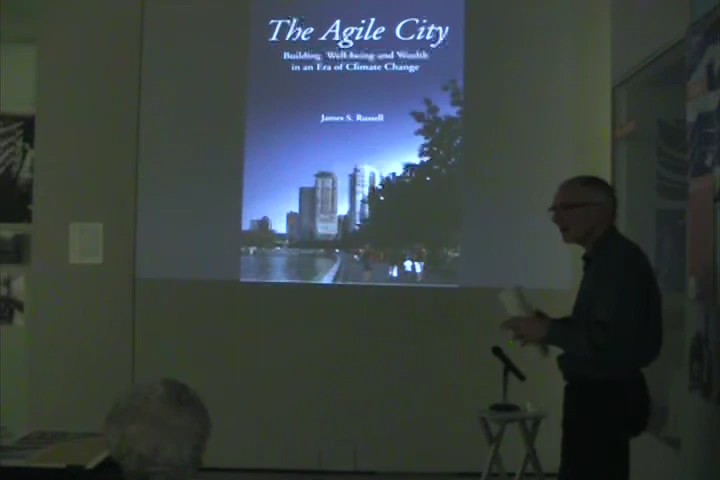 The Agile City
Building Well-being and Wealth
in an Era of Climate Change
James S. Russell